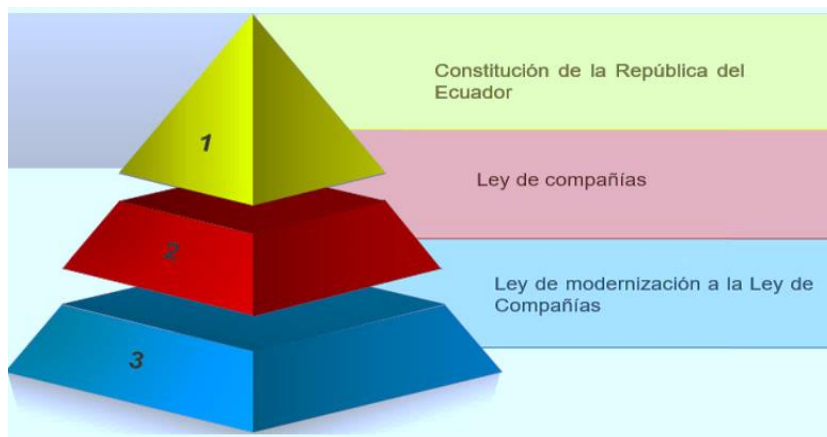 Constitución de la República del
Ecuador
1
Ley de compañías
2
Ley de modernización a la Ley de
Compañías
3